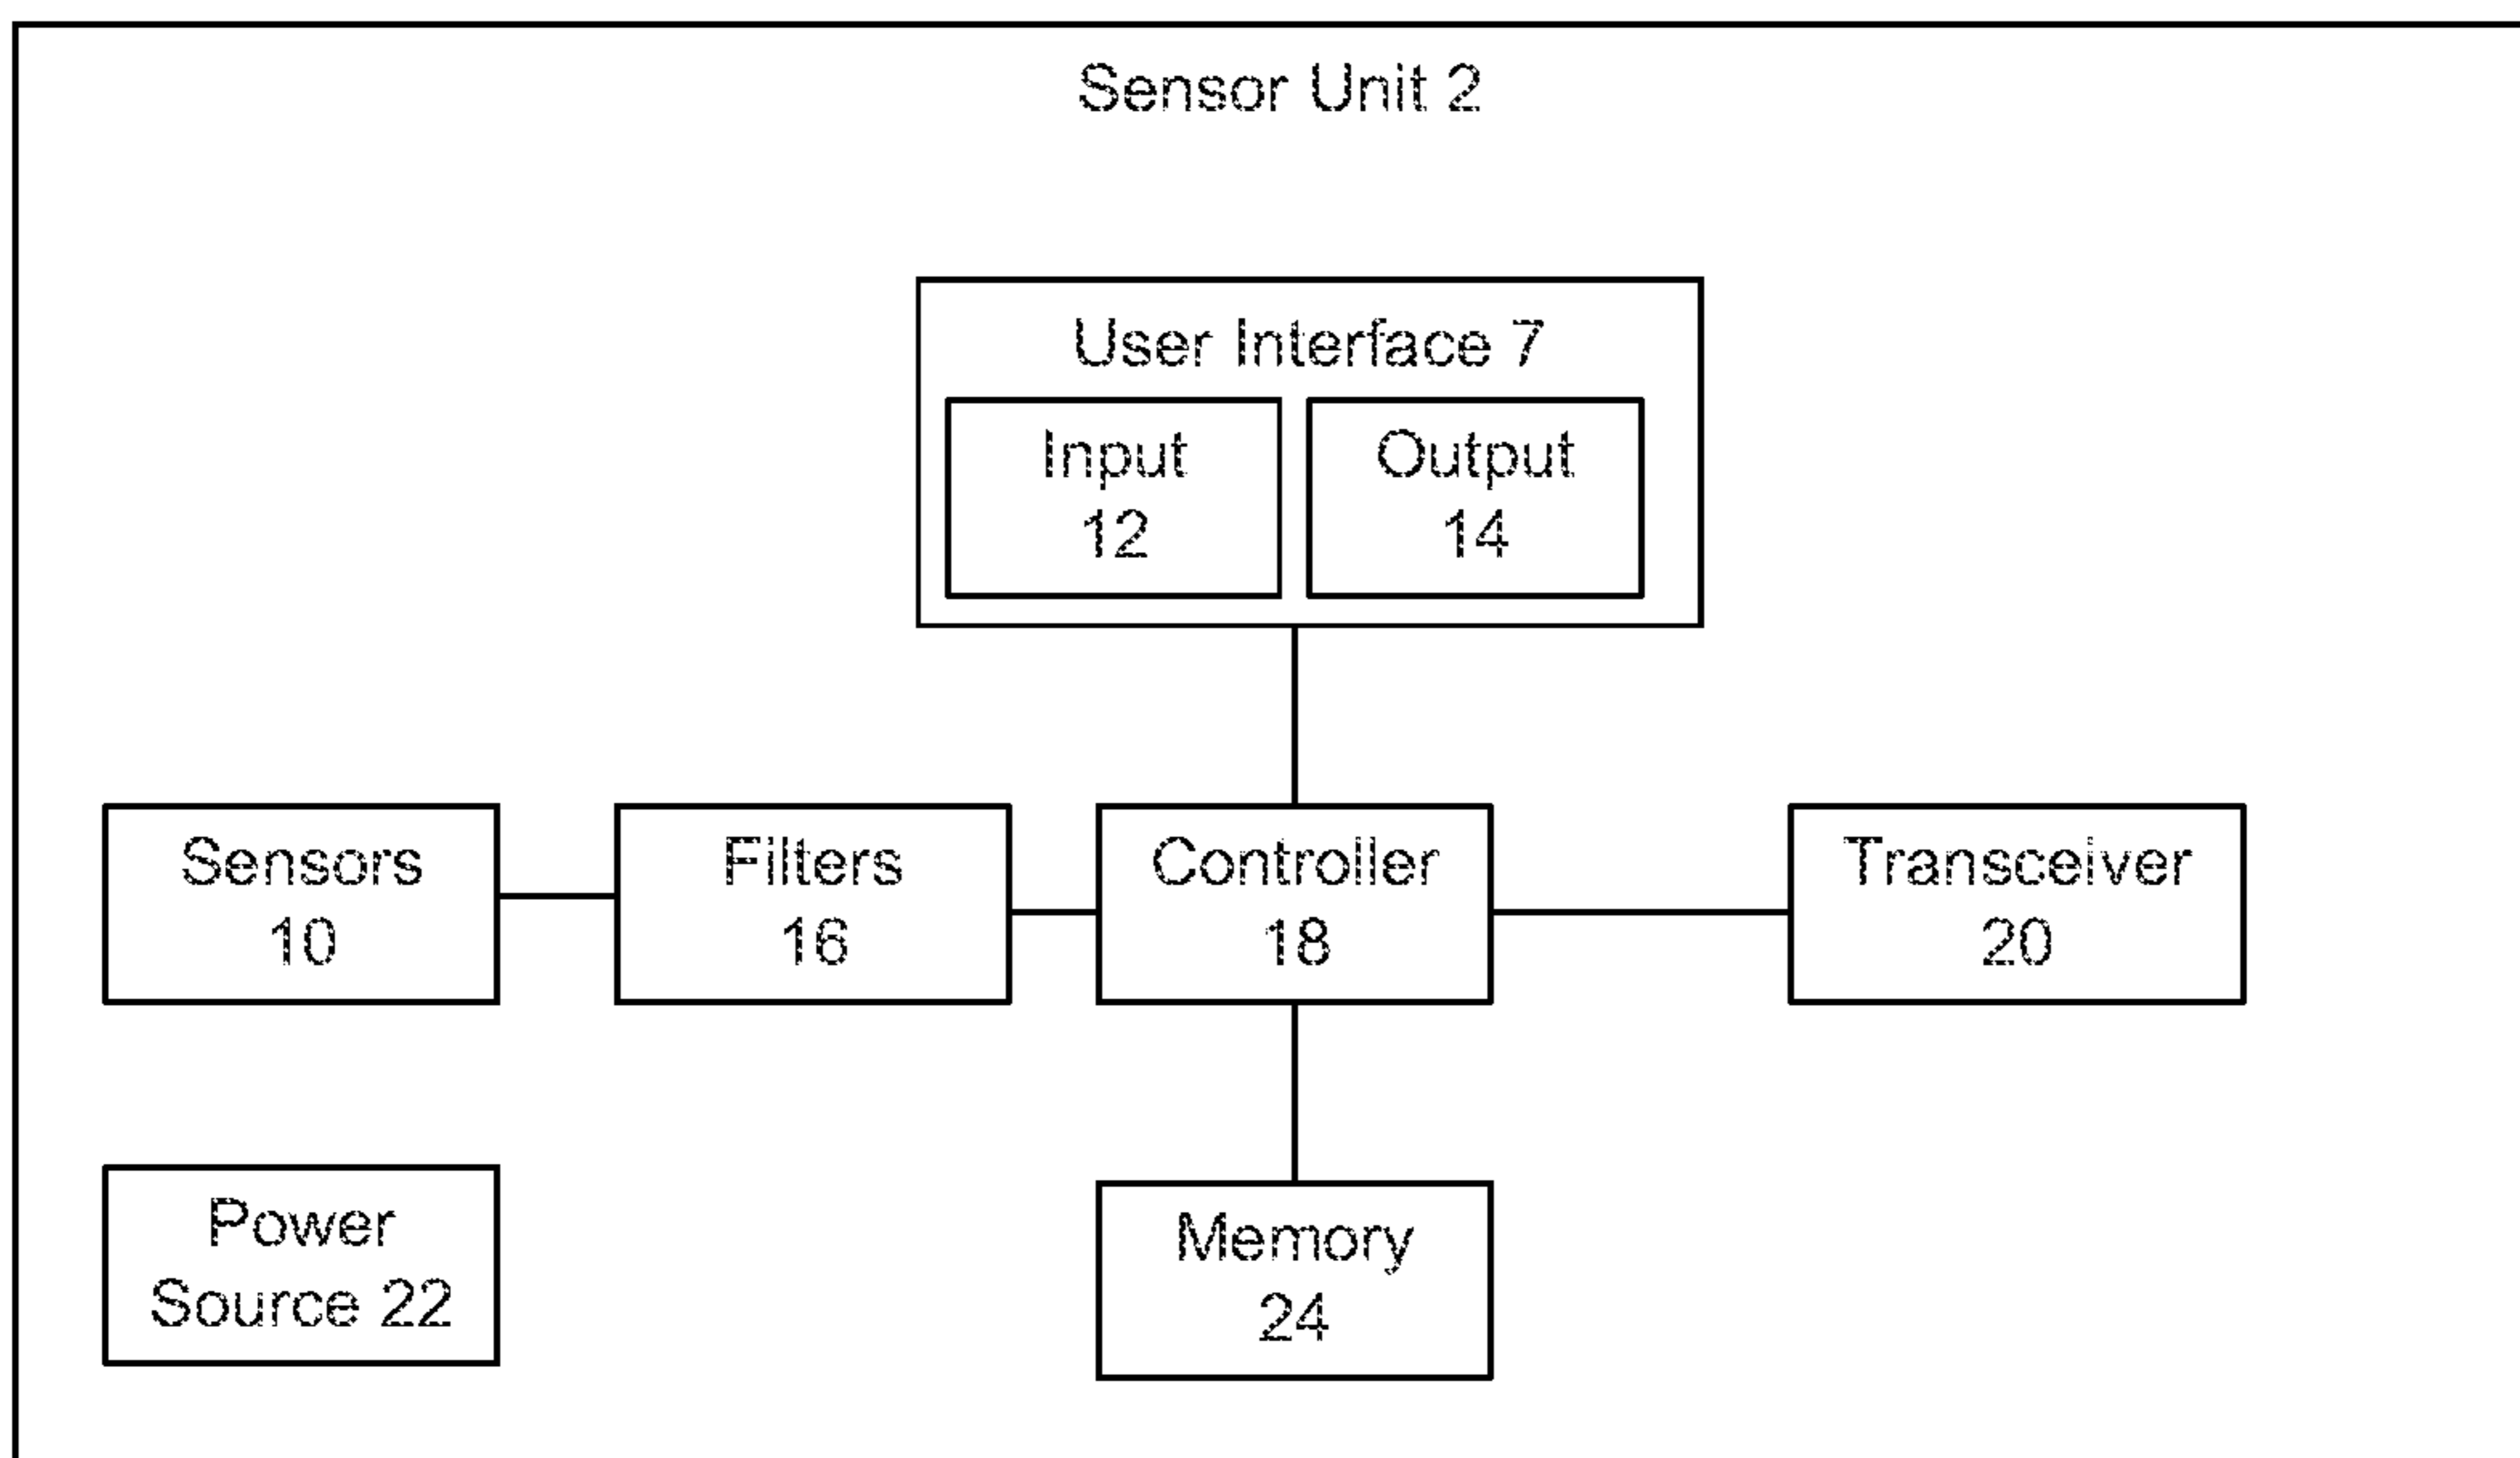 Sensor Unit 2
User Interface 7
Input
12
Output
14
Sensors
10
Filters
16
Controller
18
Transceiver
20
Power
Source 22
Memory
24